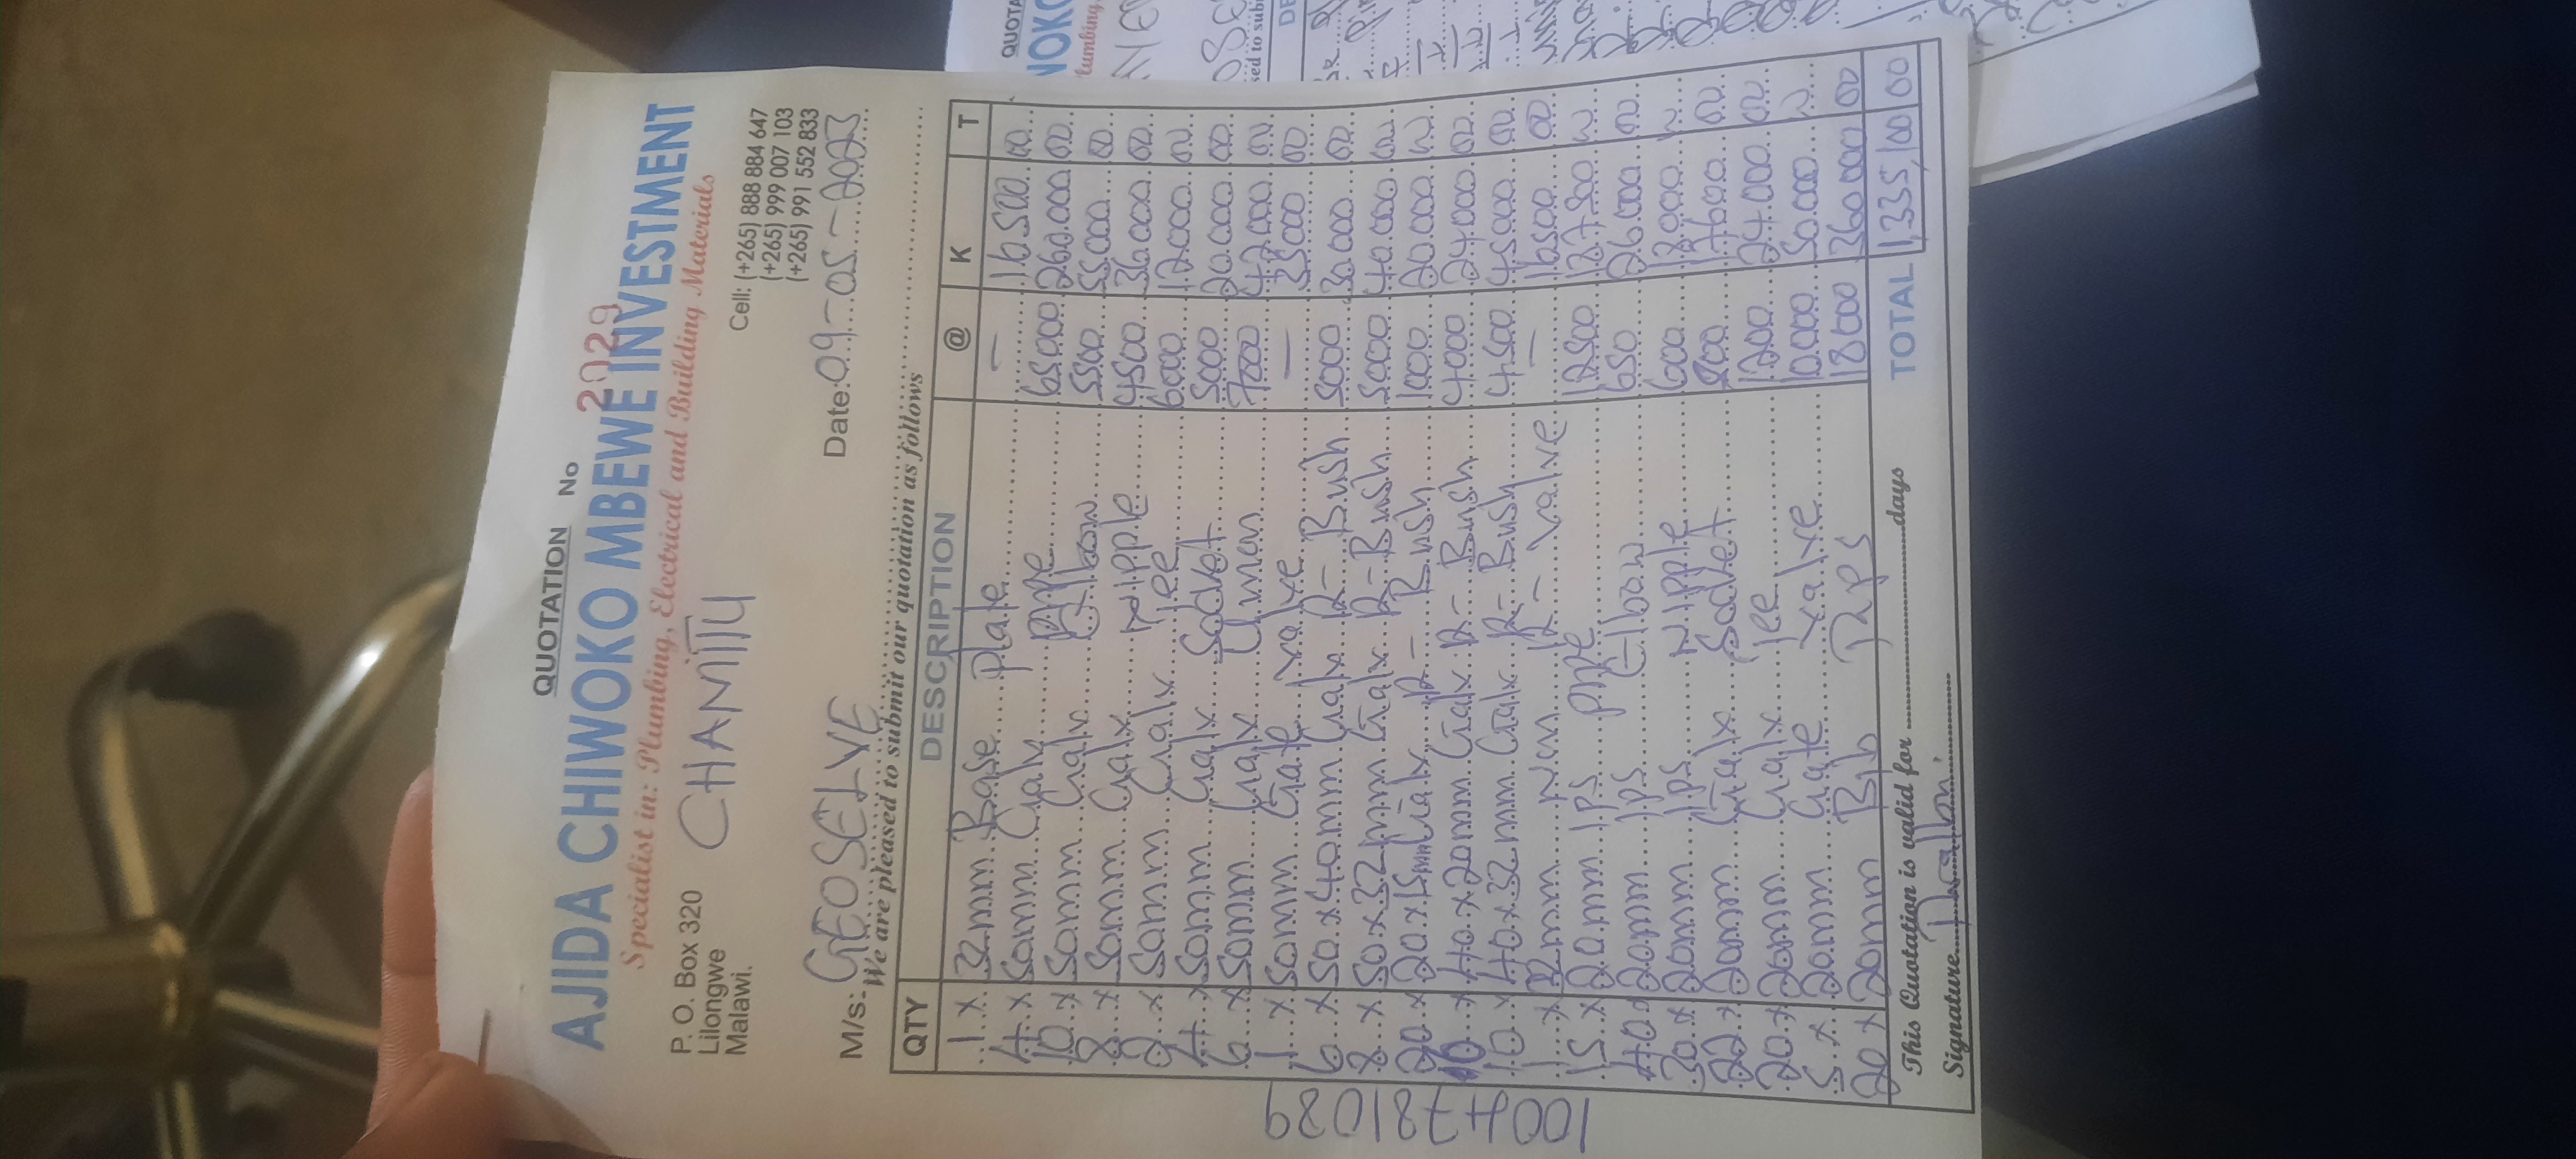 QUOTATION No 2029
AJIDA CHIWOKO MBEWE INVESTMENT
Specialist in: Plumbing, Electrical and Building Materials
P. O. Box 320
Lilongwe
Malawi.
CHAMITU
Cell: (+265) 888 884 647
(+265) 999 007 103
(+265) 991 552 833
M/s: GEOSELVE Date: 09-05-2023
We are pleased to submit our quotation as follows
QTY DESCRIPTION @ K T
1 x 32mm Base plate — 16500 00
4 x 50mm Galv pipe 65000 260.000 00
10 x 50mm Galv Elbow 5500 55000 00
8 x 50mm Galv Nipple 4500 36000 00
2 x 50mm Galv Tee 6000 12000 00
4 x 50mm Galv Socket 5000 20.000 00
6 x 50mm Galv Union 7000 42000 00
1 x 50mm Gate valve — 35000 00
6 x 50x40mm Galv R-Bush 5000 30.000 00
8 x 50x32mm Galv R-Bush 5000 40.000 00
20 x 20x15mm Galv R-Bush 1000 20.000 00
x 40x20mm Galv R-Bush 4000 24000 00
10 x 40x32mm Galv R-Bush 4500 45000 00
1 x 32mm Non R-Valve — 16500 00
15 x 20mm Ips pipe 12500 187500 00
40 x 20mm Ips Elbow 650 26.000 00
30 x 20mm Ips Nipple 600 18000 00
22 x 20mm Galv Socket 800 17600 00
20 x 20mm Galv Tee 1200 24.000 00
5 x 20mm Gate valve 10.000 50.000 00
20 x 20mm Bib Taps 18000 360000 00
This Quotation is valid for days TOTAL 1,335,100 00
Signature
1004781089
QUOTA
NOKO
lumbing,
sed to sub
DE